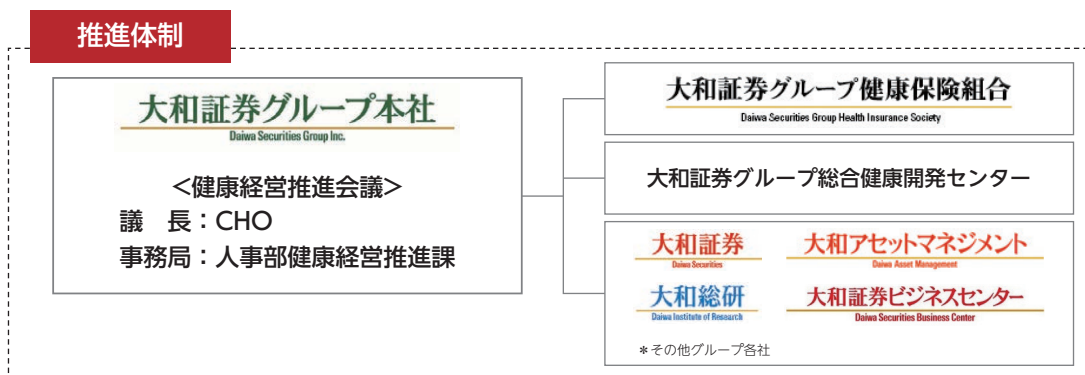 推進体制
大和証券グループ本社
Daiwa Securities Group Inc.
<健康経営推進会議>
議　長：CHO
事務局：人事部健康経営推進課
大和証券グループ健康保険組合
Daiwa Securities Group Health Insurance Society
大和証券グループ総合健康開発センター
大和証券
Daiwa Securities
大和アセットマネジメント
Daiwa Asset Management
大和総研
Daiwa Institute of Research
大和証券ビジネスセンター
Daiwa Securities Business Center
＊その他グループ各社